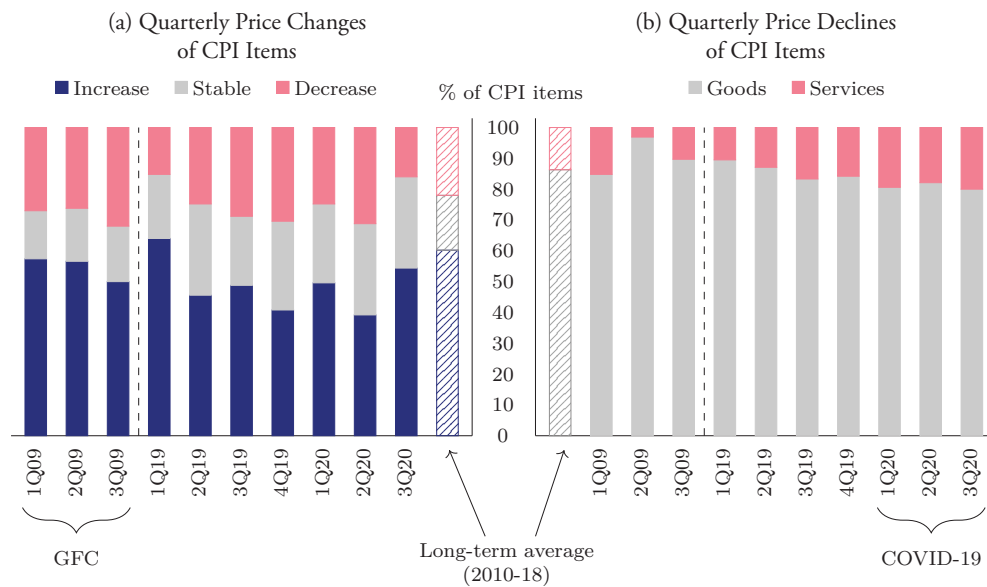 (a) Quarterly Price Changes
of CPI Items
(b) Quarterly Price Declines
of CPI Items
Increase Stable Decrease
% of CPI items
Goods Services
100
90
80
70
60
50
40
30
20
10
0
1Q09 2Q09 3Q09 1Q19 2Q19 3Q19 4Q19 1Q20 2Q20 3Q20
1Q09 2Q09 3Q09 1Q19 2Q19 3Q19 4Q19 1Q20 2Q20 3Q20
GFC
Long-term average
(2010-18)
COVID-19